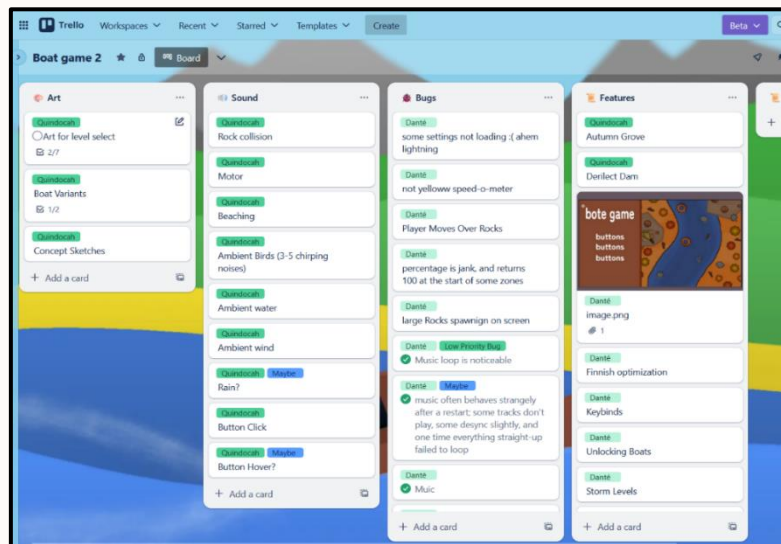 Trello
Workspaces
Recent
Starred
Templates
Create
Beta
Boat game 2
Board
Art
Quindocah
Art for level select
2/7
Quindocah
Boat Variants
1/2
Quindocah
Concept Sketches
+ Add a card
Sound
Quindocah
Rock collision
Quindocah
Motor
Quindocah
Beaching
Quindocah
Ambient Birds (3-5 chirping
noises)
Quindocah
Ambient water
Quindocah
Ambient wind
Quindocah Maybe
Rain?
Quindocah
Button Click
Quindocah Maybe
Button Hover?
+ Add a card
Bugs
Danté
some settings not loading :( ahem
lightning
Danté
not yelloww speed-o-meter
Danté
Player Moves Over Rocks
Danté
percentage is jank, and returns
100 at the start of some zones
Danté
large Rocks spawnign on screen
Danté Low Priority Bug
Music loop is noticeable
Danté Maybe
music often behaves strangely
after a restart; some tracks don't
play, some desync slightly, and
one time everything straight-up
failed to loop
Danté
Muic
+ Add a card
Features
Quindocah
Autumn Grove
Quindocah
Derilect Dam
bote game
buttons
buttons
buttons
Danté
image.png
1
Danté
Finnish optimization
Danté
Keybinds
Danté
Unlocking Boats
Danté
Storm Levels
+ Add a card
+